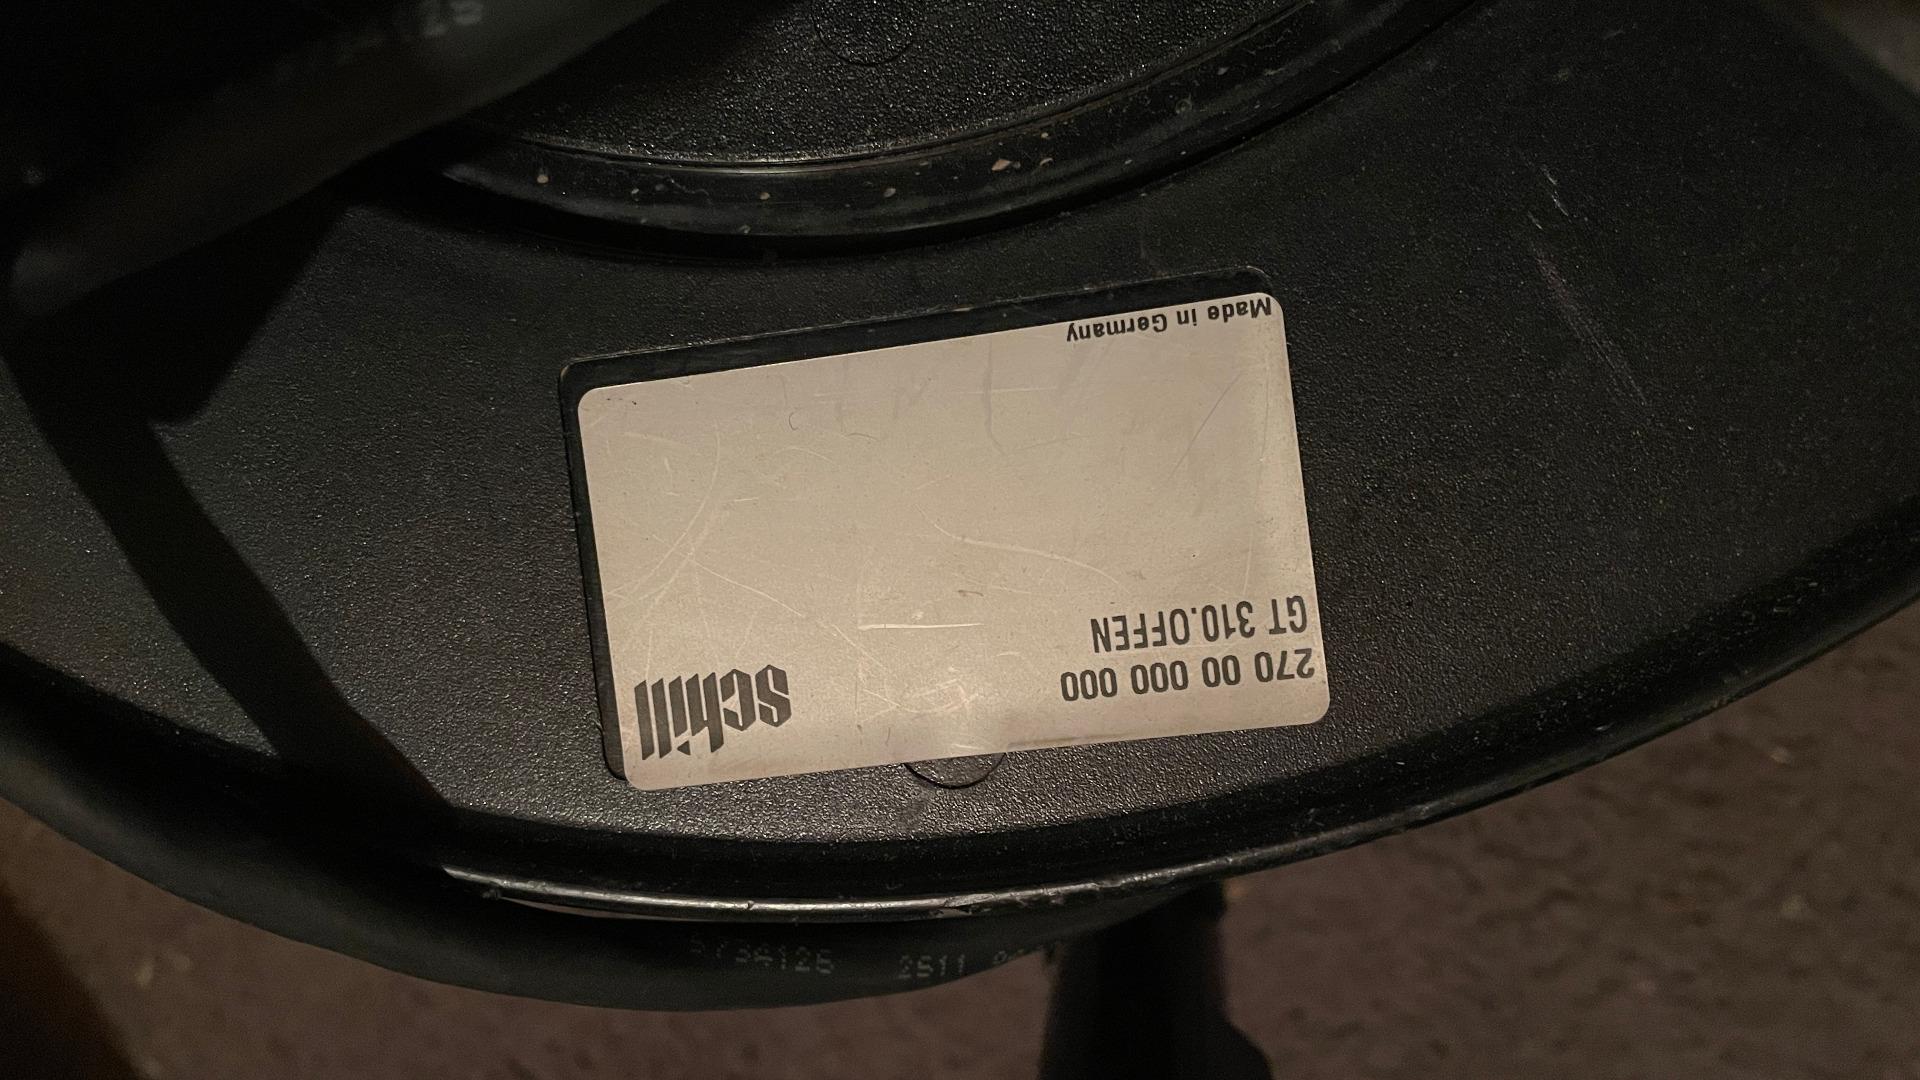 270 00 000 000
GT 310.OFFEN
schill
Made in Germany